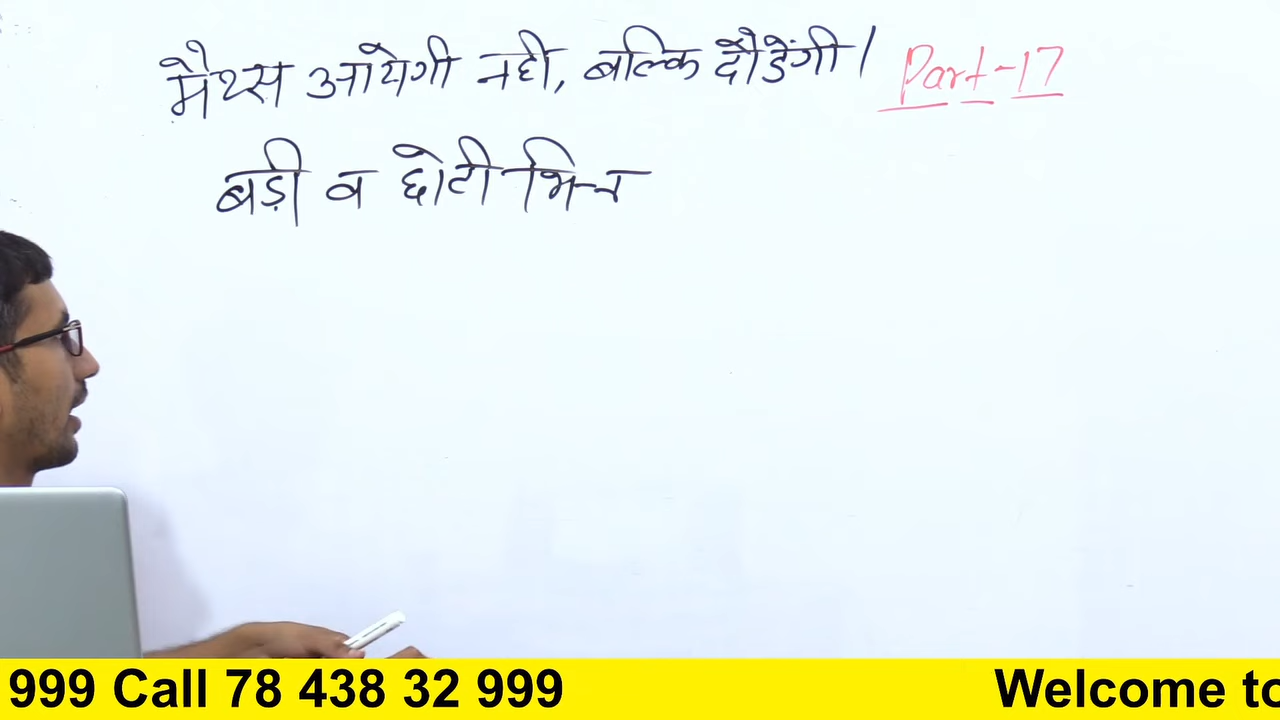 मैथ्स आयेगी नही, बल्कि दौडेंगी। Part-17
बड़ी व छोटी भिन्न
999 Call 78 438 32 999 Welcome to